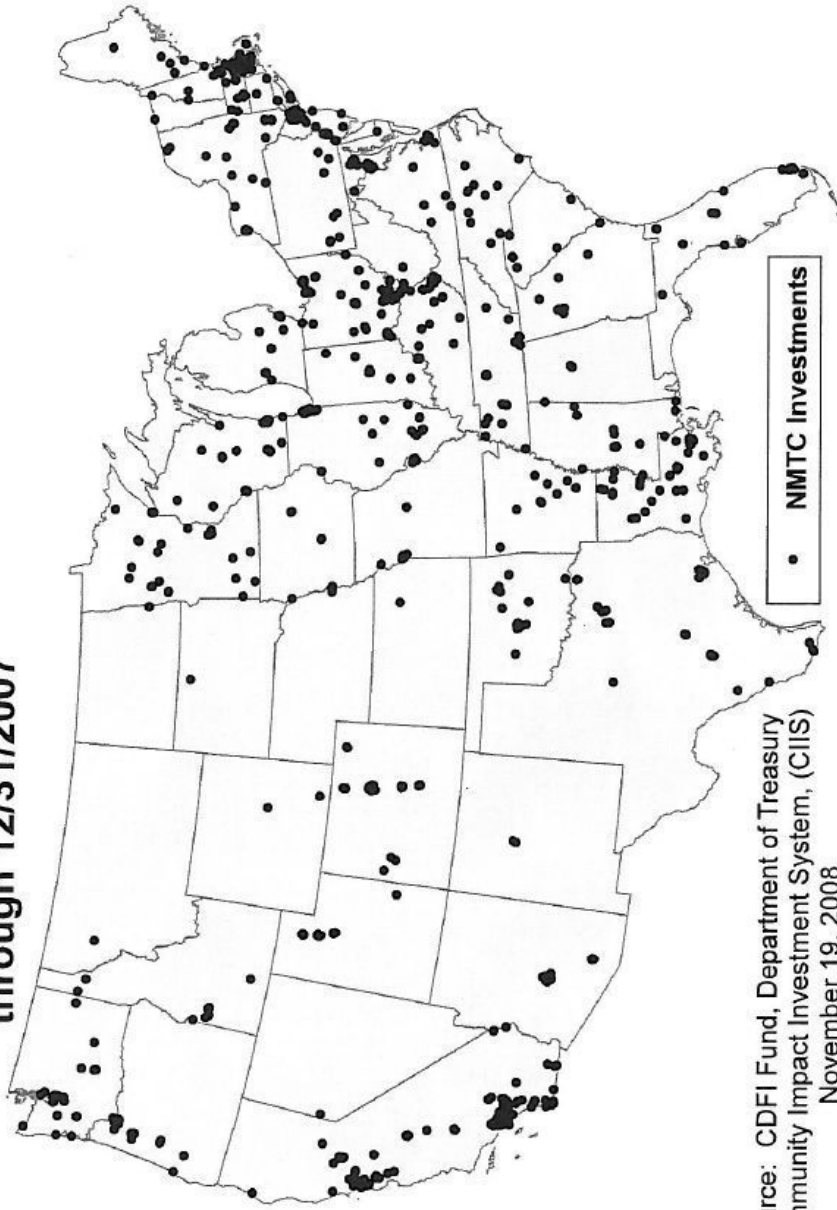 through 12/31/2007
NMTC Investments
rce: CDFI Fund, Department of Treasury
mmunity Impact Investment System, (CIIS)
November 19, 2008